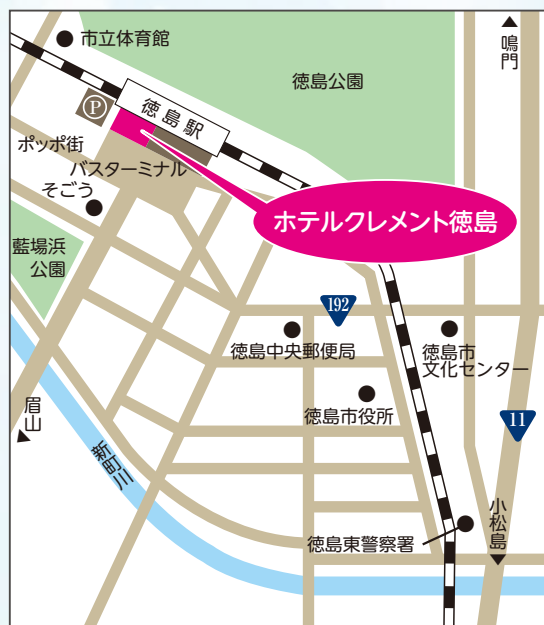 市立体育館
鳴門
徳島公園
P
徳島駅
ポッポ街
バスターミナル
そごう
ホテルクレメント徳島
藍場浜
公園
192
徳島中央郵便局
徳島市
文化センター
眉山
徳島市役所
11
新町川
小松島
徳島東警察署